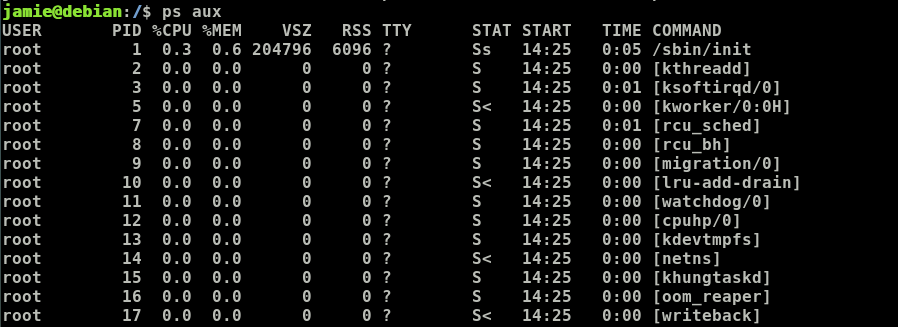 jamie@debian:/$ ps aux
USER       PID %CPU %MEM    VSZ   RSS TTY      STAT START   TIME COMMAND
root         1  0.3  0.6 204796  6096 ?        Ss   14:25   0:05 /sbin/init
root         2  0.0  0.0      0     0 ?        S    14:25   0:00 [kthreadd]
root         3  0.0  0.0      0     0 ?        S    14:25   0:01 [ksoftirqd/0]
root         5  0.0  0.0      0     0 ?        S<   14:25   0:00 [kworker/0:0H]
root         7  0.0  0.0      0     0 ?        S    14:25   0:01 [rcu_sched]
root         8  0.0  0.0      0     0 ?        S    14:25   0:00 [rcu_bh]
root         9  0.0  0.0      0     0 ?        S    14:25   0:00 [migration/0]
root        10  0.0  0.0      0     0 ?        S<   14:25   0:00 [lru-add-drain]
root        11  0.0  0.0      0     0 ?        S    14:25   0:00 [watchdog/0]
root        12  0.0  0.0      0     0 ?        S    14:25   0:00 [cpuhp/0]
root        13  0.0  0.0      0     0 ?        S    14:25   0:00 [kdevtmpfs]
root        14  0.0  0.0      0     0 ?        S<   14:25   0:00 [netns]
root        15  0.0  0.0      0     0 ?        S    14:25   0:00 [khungtaskd]
root        16  0.0  0.0      0     0 ?        S    14:25   0:00 [oom_reaper]
root        17  0.0  0.0      0     0 ?        S<   14:25   0:00 [writeback]